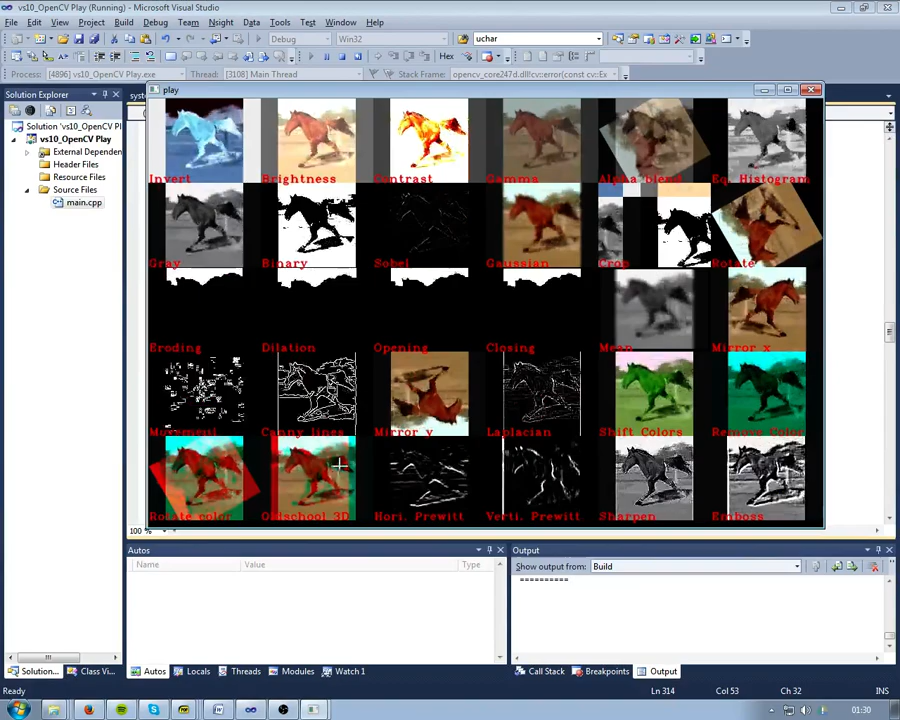 vs10_OpenCV Play (Running) - Microsoft Visual Studio
File Edit View Project Build Debug Team Nsight Data Tools Test Window Help
Debug Win32 uchar
Hex
Process: [4896] vs10_OpenCV Play.exe Thread: [3108] Main Thread Stack Frame: opencv_core247d.dll!cv::error(const cv::Ex
Solution Explorer
play
Solution 'vs10_OpenCV Pl
vs10_OpenCV Play
External Depender
Header Files
Resource Files
Source Files
main.cpp
Invert Brightness Contrast Gamma Alpha blend Eq. Histogram
Gray Binary Sobel Gaussian Crop Rotate
Eroding Dilation Opening Closing Mean Mirror x
Movement Canny lines Mirror y Laplacian Shift Colors Remove Color
Rotate color Oldschool 3D Hori. Prewitt Verti. Prewitt Sharpen Emboss
100 %
Autos
Name Value Type
Output
Show output from: Build
==========
Solution... Class Vi... Autos Locals Threads Modules Watch 1 Call Stack Breakpoints Output
Ready Ln 314 Col 53 Ch 32 INS
01:30